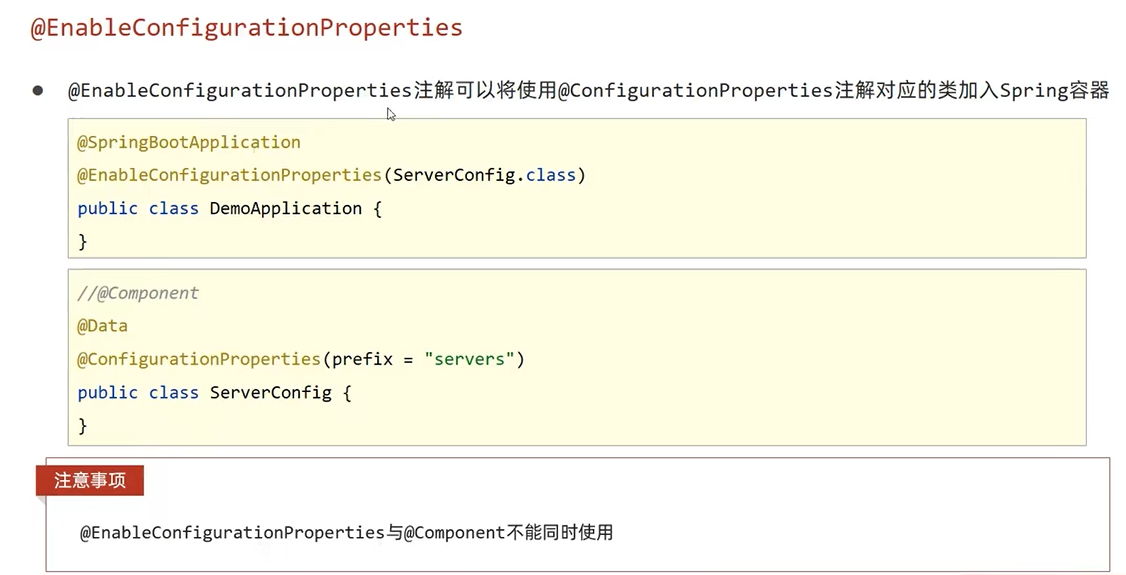 @EnableConfigurationProperties
@EnableConfigurationProperties注解可以将使用@ConfigurationProperties注解对应的类加入Spring容器
@SpringBootApplication
@EnableConfigurationProperties(ServerConfig.class)
public class DemoApplication {
}
//@Component
@Data
@ConfigurationProperties(prefix = "servers")
public class ServerConfig {
}
注意事项
@EnableConfigurationProperties与@Component不能同时使用